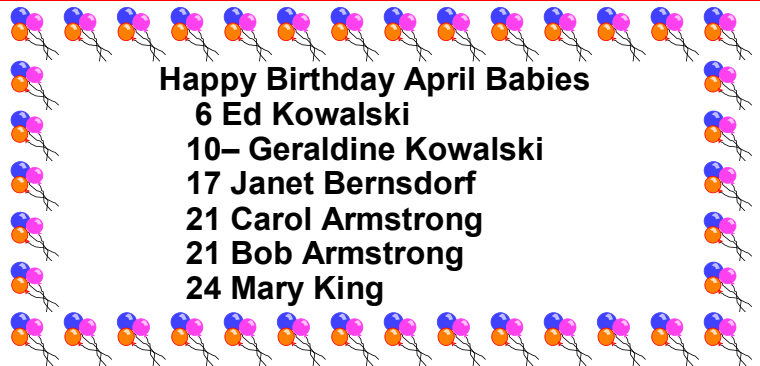 Happy Birthday April Babies
6 Ed Kowalski
10– Geraldine Kowalski
17 Janet Bernsdorf
21 Carol Armstrong
21 Bob Armstrong
24 Mary King